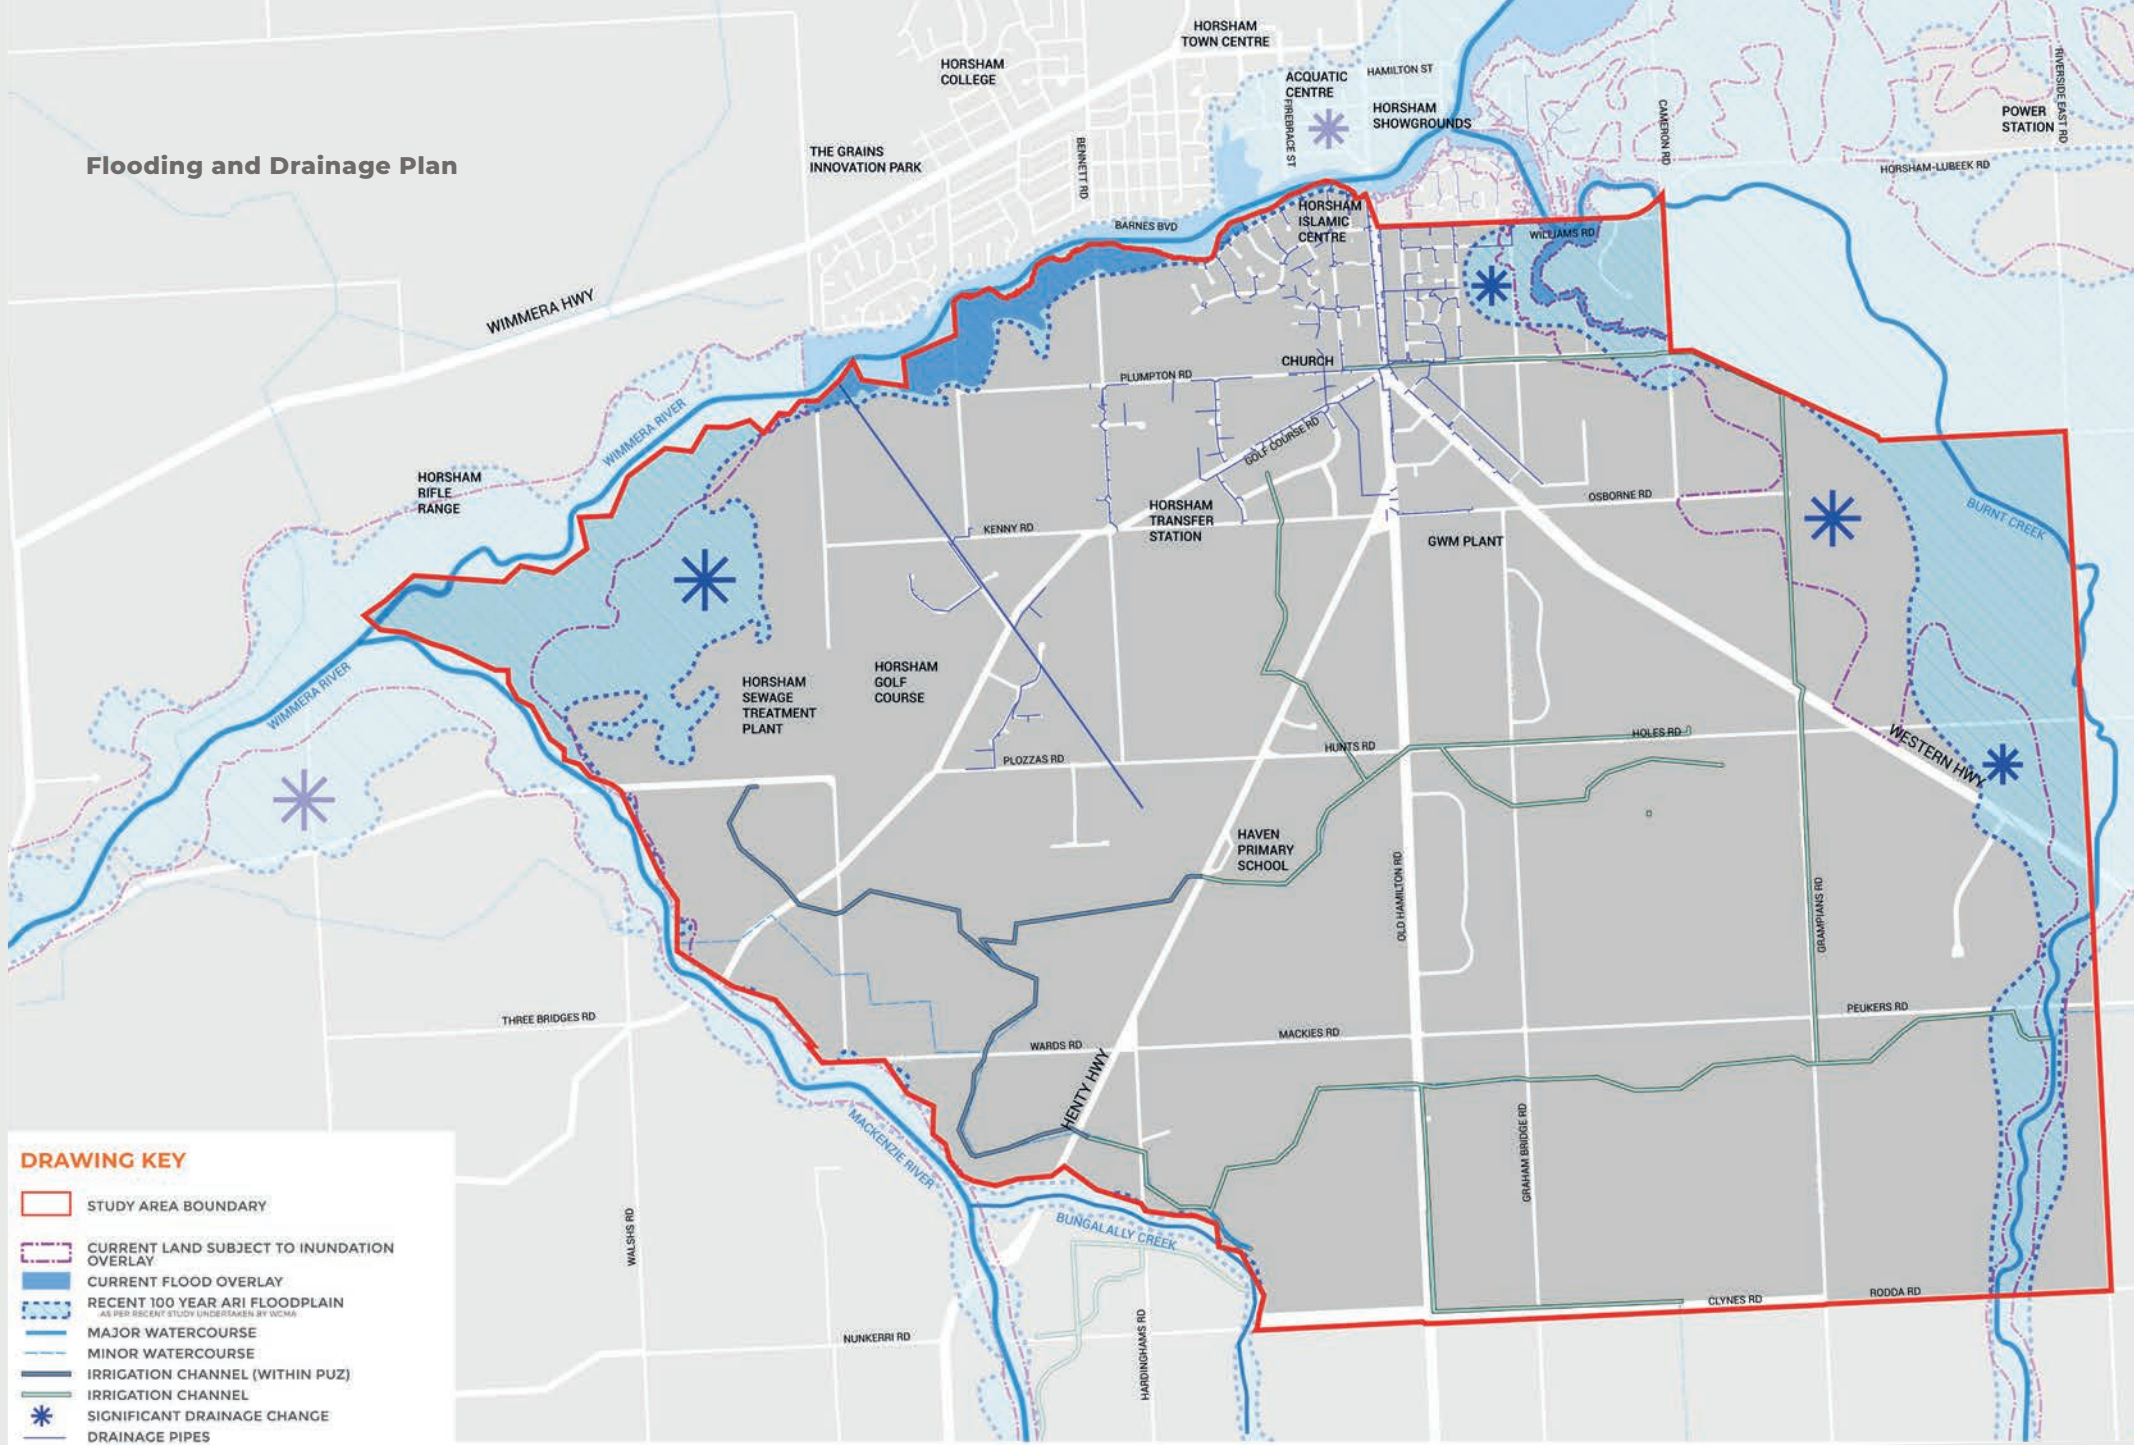 Flooding and Drainage Plan
HORSHAM
TOWN CENTRE
HORSHAM
COLLEGE
ACQUATIC
CENTRE
HAMILTON ST
FIREBRACE ST
HORSHAM
SHOWGROUNDS
CAMERON RD
RIVERSIDE EAST RD
POWER
STATION
HORSHAM-LUBEEK RD
THE GRAINS
INNOVATION PARK
BENNETT RD
BARNES BVD
HORSHAM
ISLAMIC
CENTRE
WILLIAMS RD
WIMMERA HWY
CHURCH
PLUMPTON RD
WIMMERA RIVER
GOLF COURSE RD
HORSHAM
RIFLE
RANGE
KENNY RD
HORSHAM
TRANSFER
STATION
OSBORNE RD
GWM PLANT
BURNT CREEK
WIMMERA RIVER
HORSHAM
SEWAGE
TREATMENT
PLANT
HORSHAM
GOLF
COURSE
PLOZZAS RD
HUNTS RD
HOLES RD
WESTERN HWY
HAVEN
PRIMARY
SCHOOL
OLD HAMILTON RD
GRAMPIANS RD
THREE BRIDGES RD
WARDS RD
MACKIES RD
PEUKERS RD
HENTY HWY
MACKENZIE RIVER
GRAHAM BRIDGE RD
BUNGALALLY CREEK
WALSHS RD
HARDINGHAMS RD
NUNKERRI RD
CLYNES RD
RODDA RD
DRAWING KEY
STUDY AREA BOUNDARY
CURRENT LAND SUBJECT TO INUNDATION
OVERLAY
CURRENT FLOOD OVERLAY
RECENT 100 YEAR ARI FLOODPLAIN
AS PER RECENT STUDY UNDERTAKEN BY WCMA
MAJOR WATERCOURSE
MINOR WATERCOURSE
IRRIGATION CHANNEL (WITHIN PUZ)
IRRIGATION CHANNEL
SIGNIFICANT DRAINAGE CHANGE
DRAINAGE PIPES